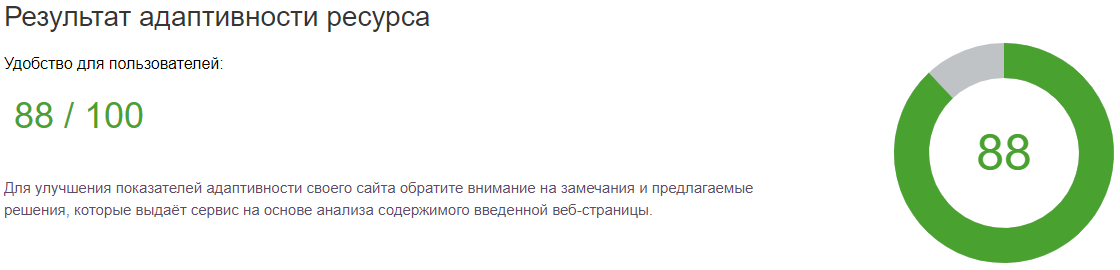 Результат адаптивности ресурса
Удобство для пользователей:
88 / 100
88
Для улучшения показателей адаптивности своего сайта обратите внимание на замечания и предлагаемые
решения, которые выдаёт сервис на основе анализа содержимого введенной веб-страницы.